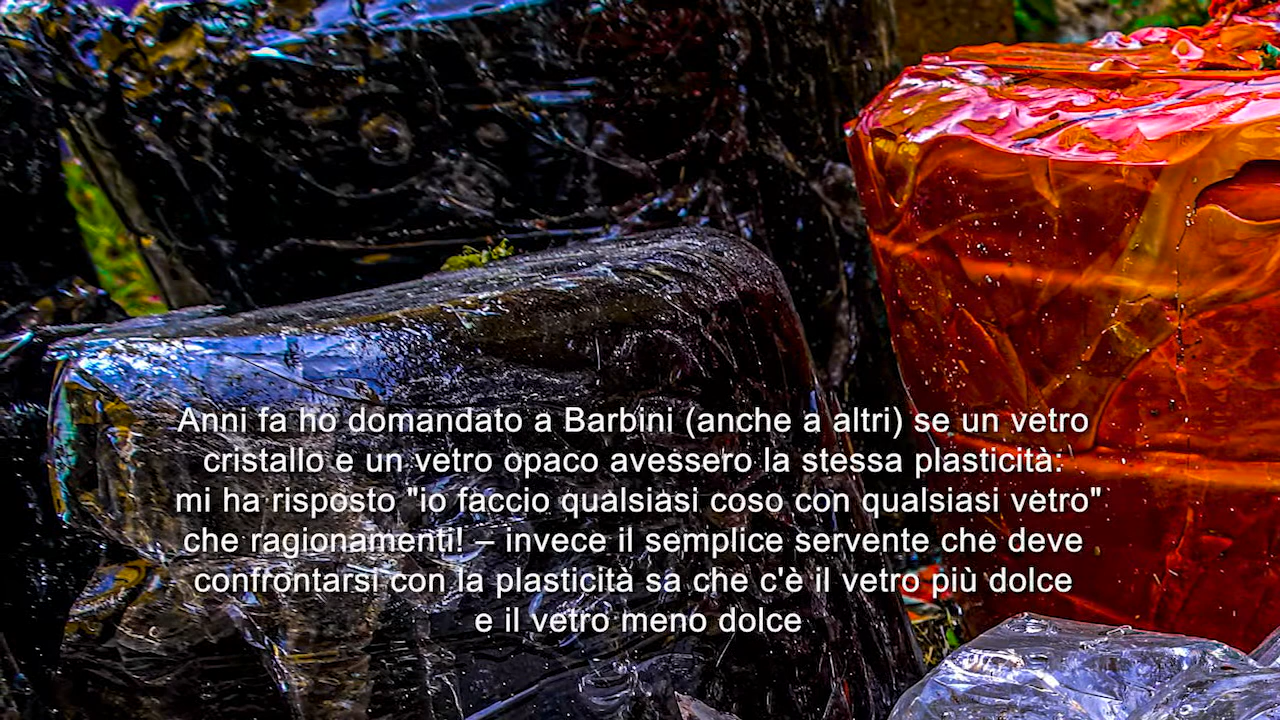 Anni fa ho domandato a Barbini (anche a altri) se un vetro
cristallo e un vetro opaco avessero la stessa plasticità:
mi ha risposto "io faccio qualsiasi coso con qualsiasi vetro"
che ragionamenti! – invece il semplice servente che deve
confrontarsi con la plasticità sa che c'è il vetro più dolce
e il vetro meno dolce